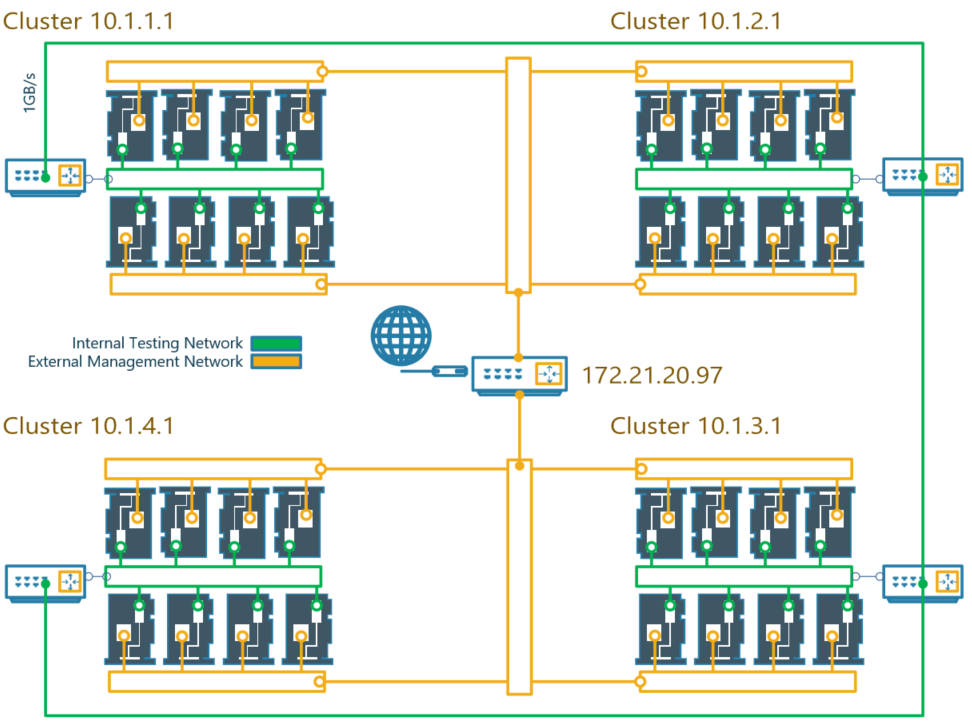 Cluster 10.1.1.1
Cluster 10.1.2.1
1GB/s
Internal Testing Network
External Management Network
172.21.20.97
Cluster 10.1.4.1
Cluster 10.1.3.1